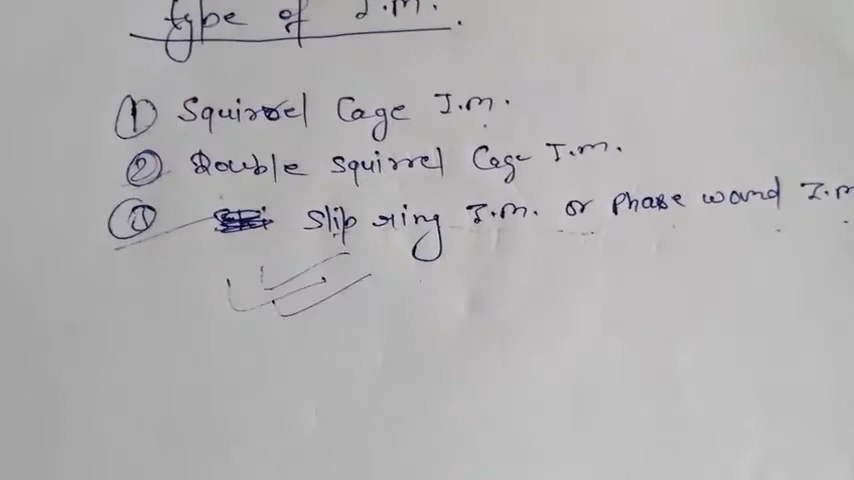 type of I.M.
① Squirrel Cage I.M.
② Double Squirrel Cage I.M.
③ Slip ring I.M. or Phase wound I.M